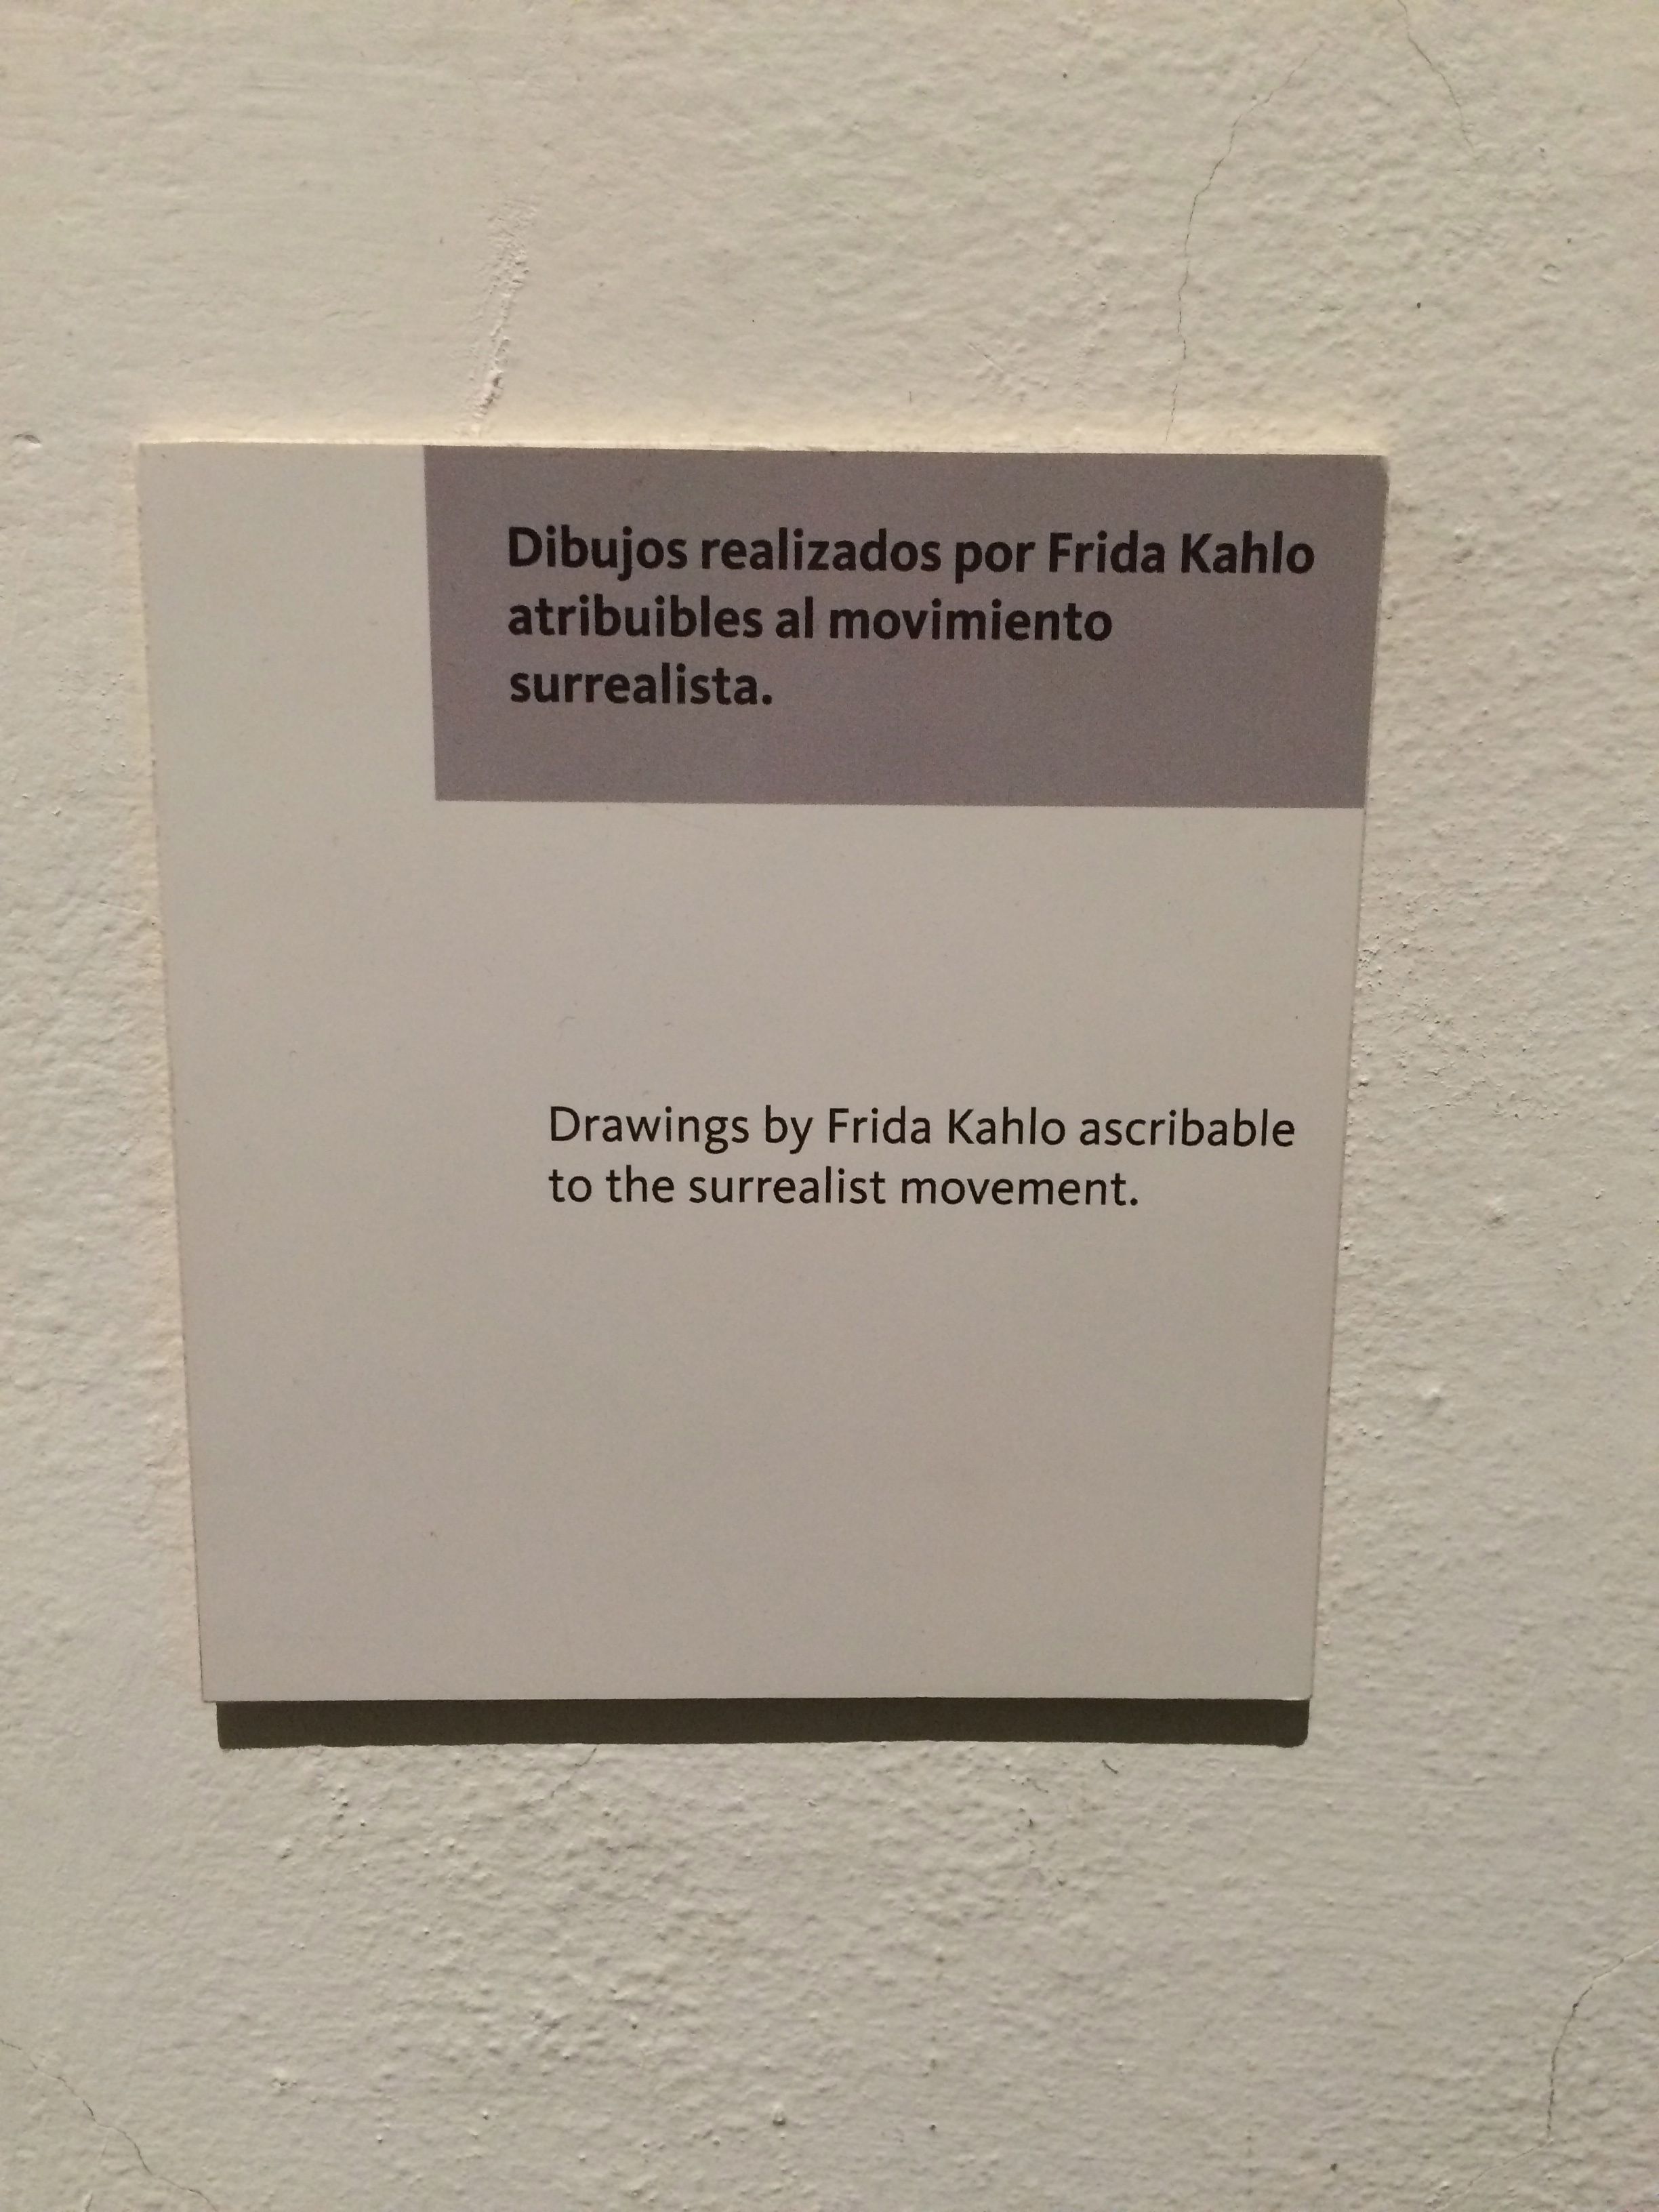 Dibujos realizados por Frida Kahlo
atribuibles al movimiento
surrealista.
Drawings by Frida Kahlo ascribable
to the surrealist movement.